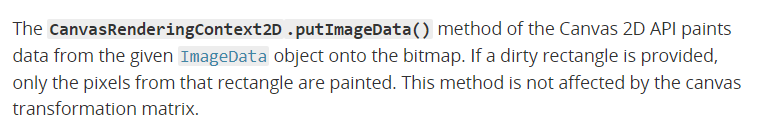 The CanvasRenderingContext2D.putImageData() method of the Canvas 2D API paints
data from the given ImageData object onto the bitmap. If a dirty rectangle is provided,
only the pixels from that rectangle are painted. This method is not affected by the canvas
transformation matrix.